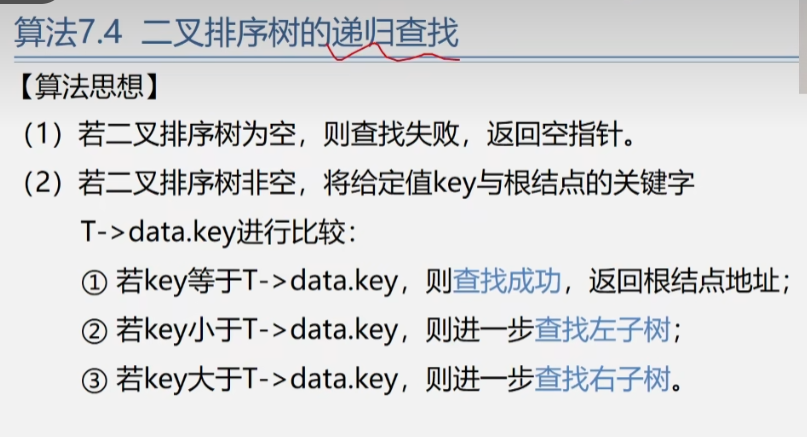 算法7.4 二叉排序树的递归查找
【算法思想】
（1）若二叉排序树为空，则查找失败，返回空指针。
（2）若二叉排序树非空，将给定值key与根结点的关键字
T->data.key进行比较：
① 若key等于T->data.key，则查找成功，返回根结点地址；
② 若key小于T->data.key，则进一步查找左子树；
③ 若key大于T->data.key，则进一步查找右子树。